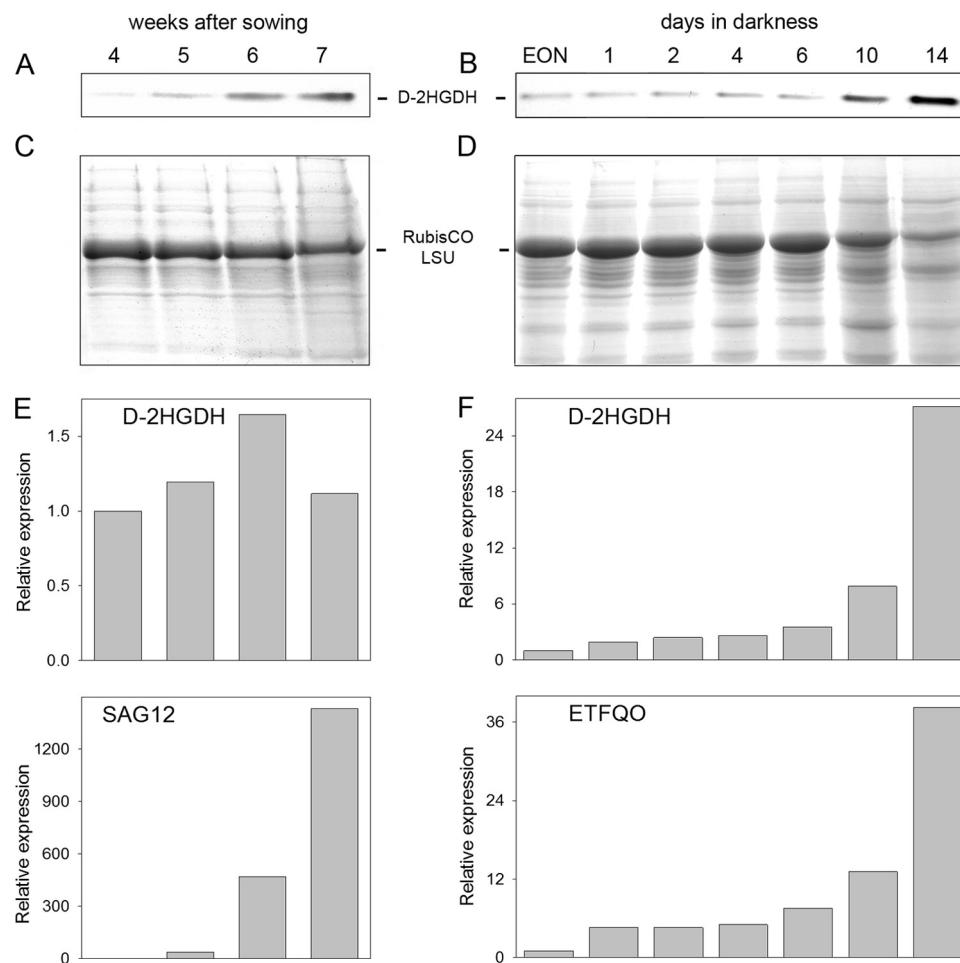 weeks after sowing
days in darkness
A
4 5 6 7
B
EON 1 2 4 6 10 14
D-2HGDH
C
D
RubisCO
LSU
E
D-2HGDH
Relative expression
1.5
1.0
0.5
0.0
F
D-2HGDH
Relative expression
24
18
12
6
0
SAG12
Relative expression
1200
900
600
300
0
ETFQO
Relative expression
36
24
12
0